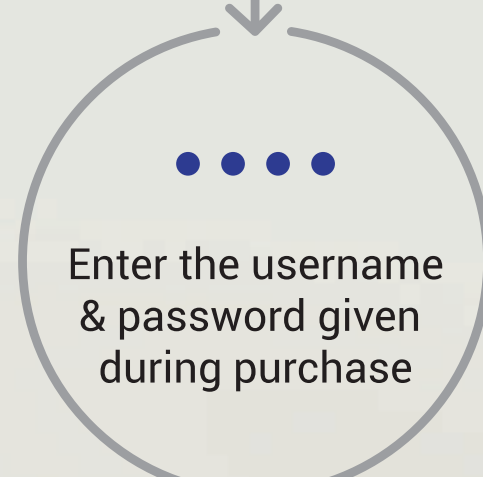 Enter the username
& password given
during purchase